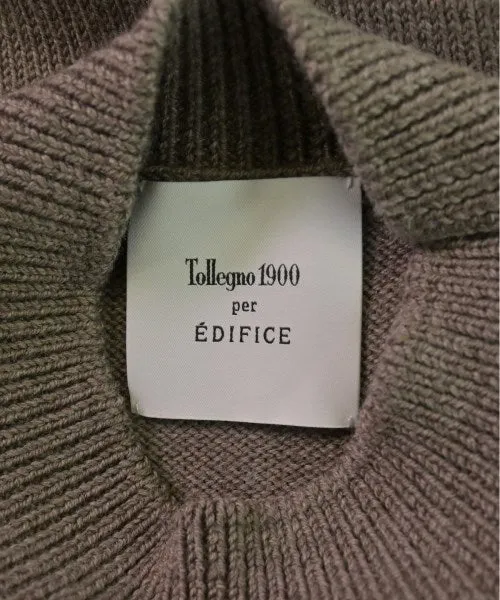 Tollegno 1900
per
ÉDIFICE